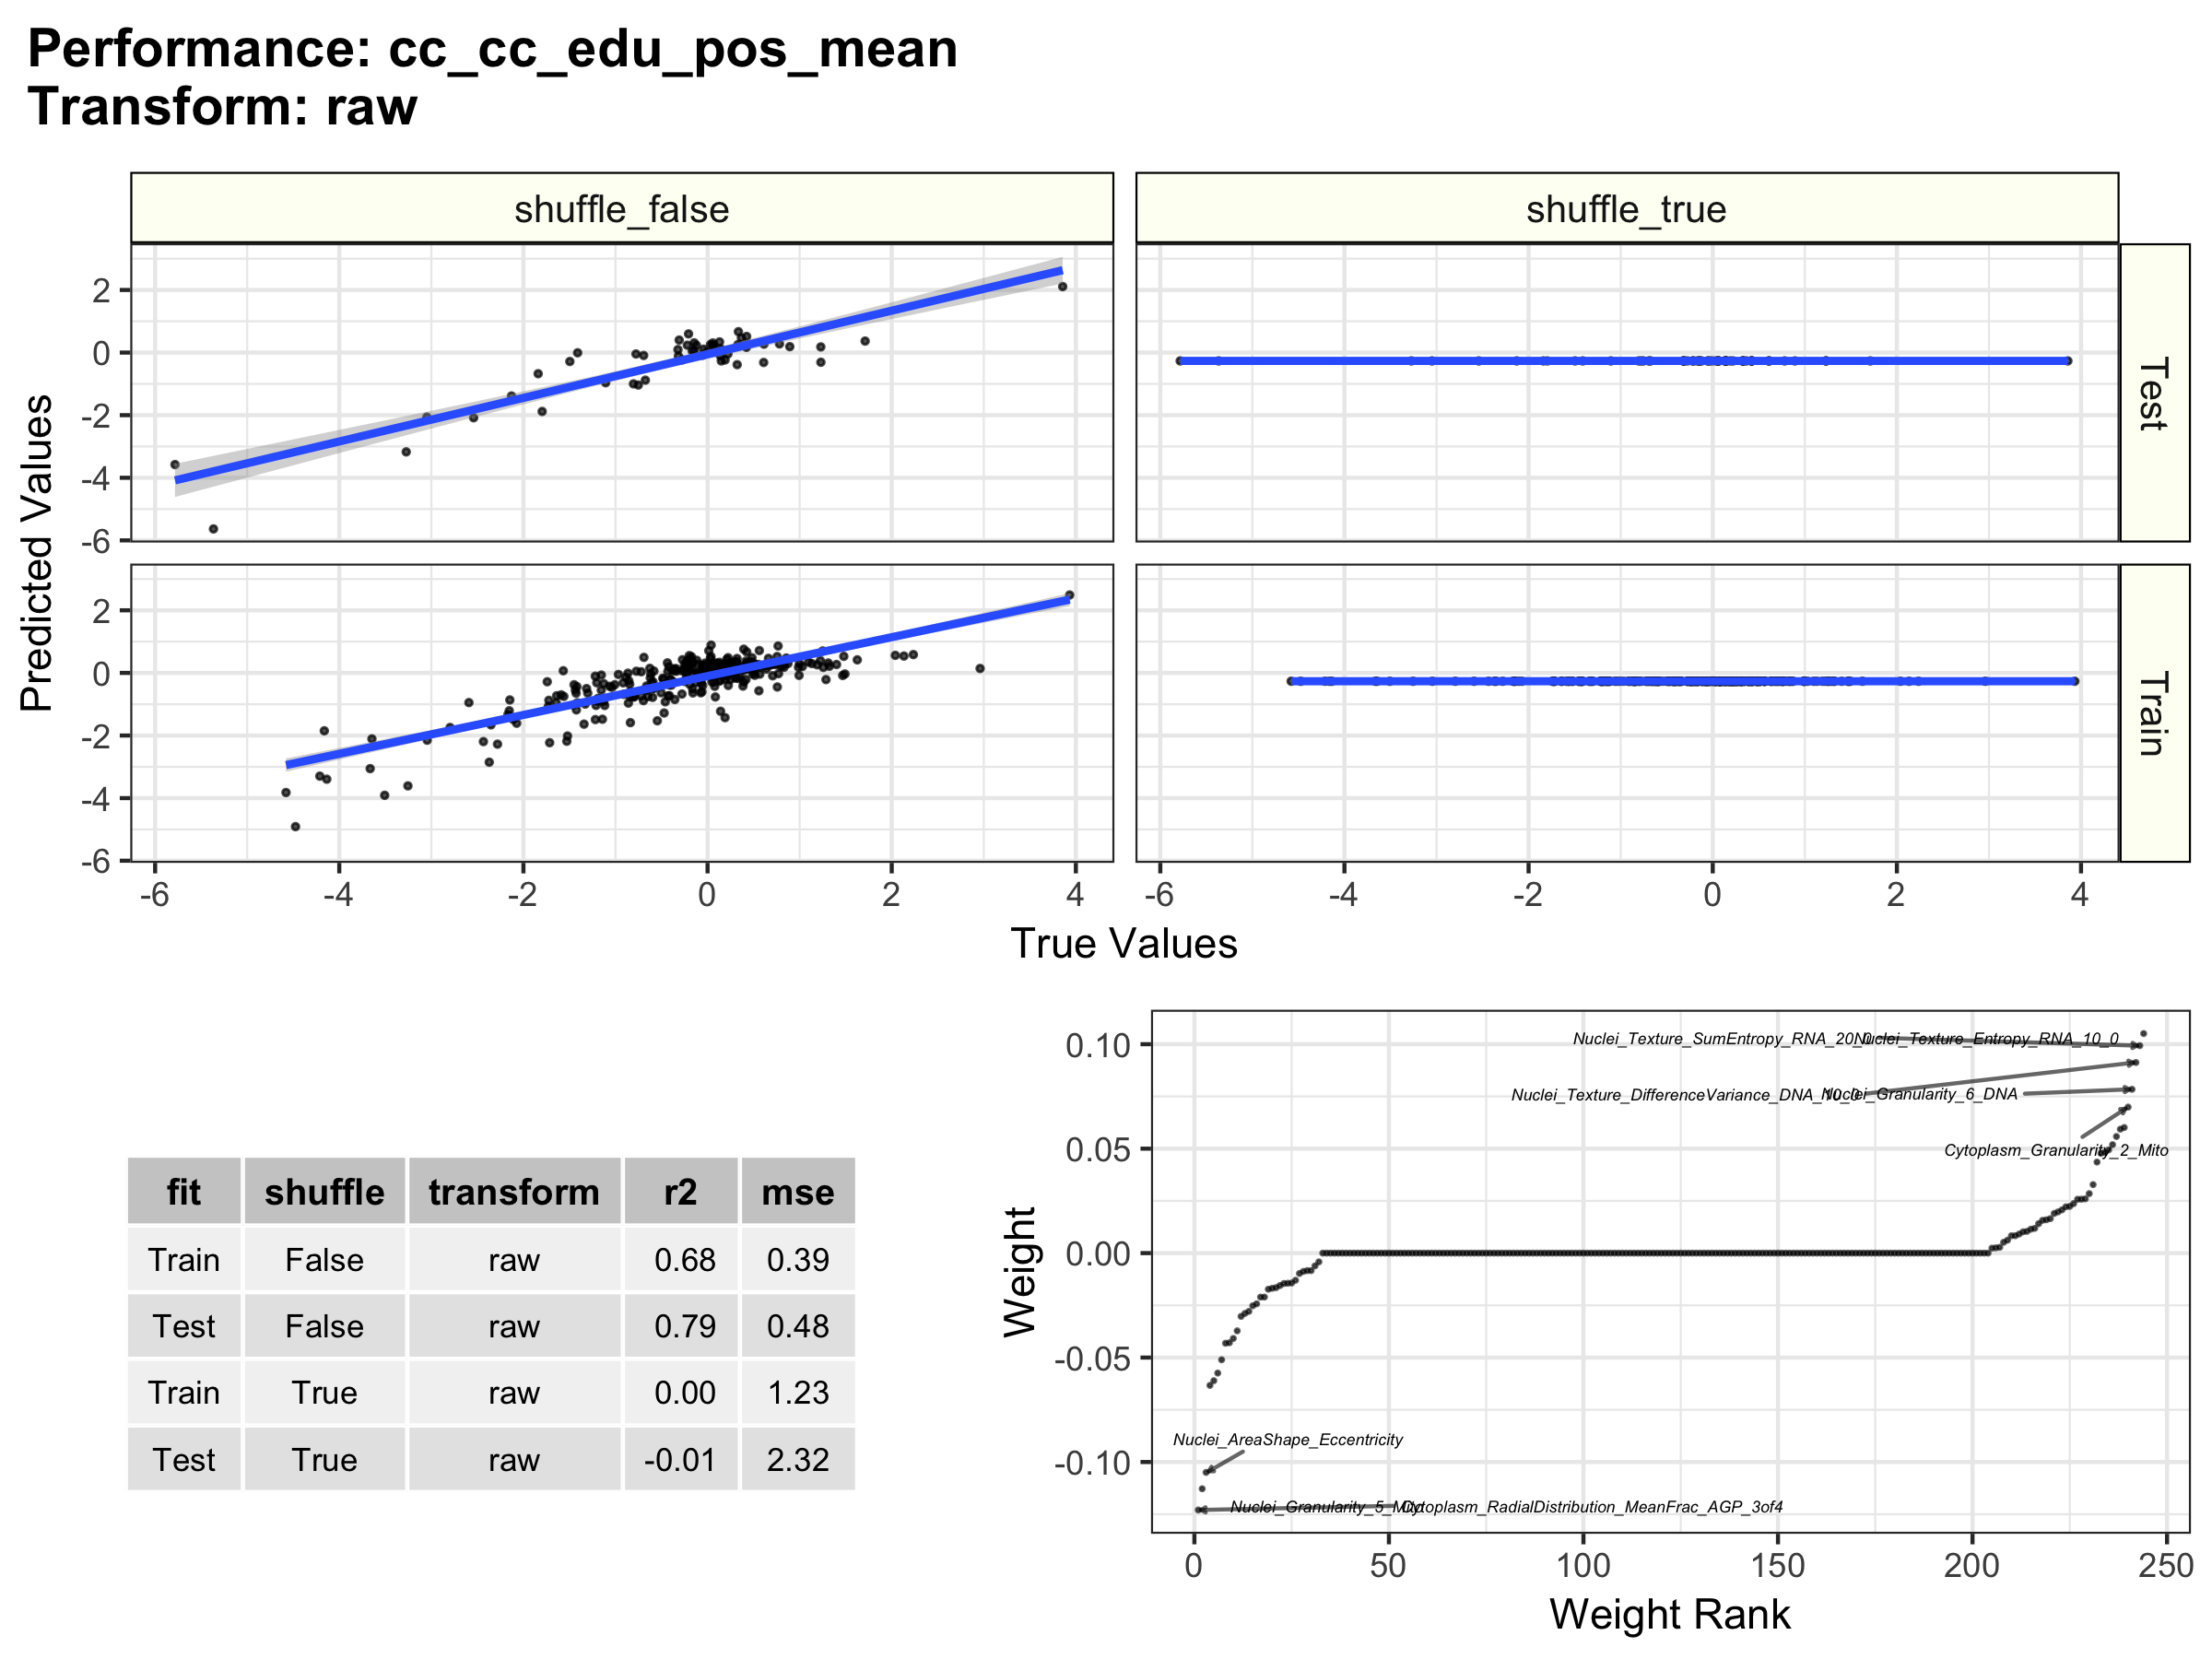 Performance: cc_cc_edu_pos_mean
Transform: raw
shuffle_false
shuffle_true
Predicted Values
2
0
-2
-4
-6
Test
2
0
-2
-4
-6
Train
-6 -4 -2 0 2 4
-6 -4 -2 0 2 4
True Values
fit shuffle transform r2 mse
Train False raw 0.68 0.39
Test False raw 0.79 0.48
Train True raw 0.00 1.23
Test True raw -0.01 2.32
Weight
0.10
0.05
0.00
-0.05
-0.10
Nuclei_Texture_SumEntropy_RNA_20_0
Nuclei_Texture_Entropy_RNA_10_0
Nuclei_Texture_DifferenceVariance_DNA_10_0
Nuclei_Granularity_6_DNA
Cytoplasm_Granularity_2_Mito
Nuclei_AreaShape_Eccentricity
Nuclei_Granularity_5_Mito
Cytoplasm_RadialDistribution_MeanFrac_AGP_3of4
0 50 100 150 200 250
Weight Rank